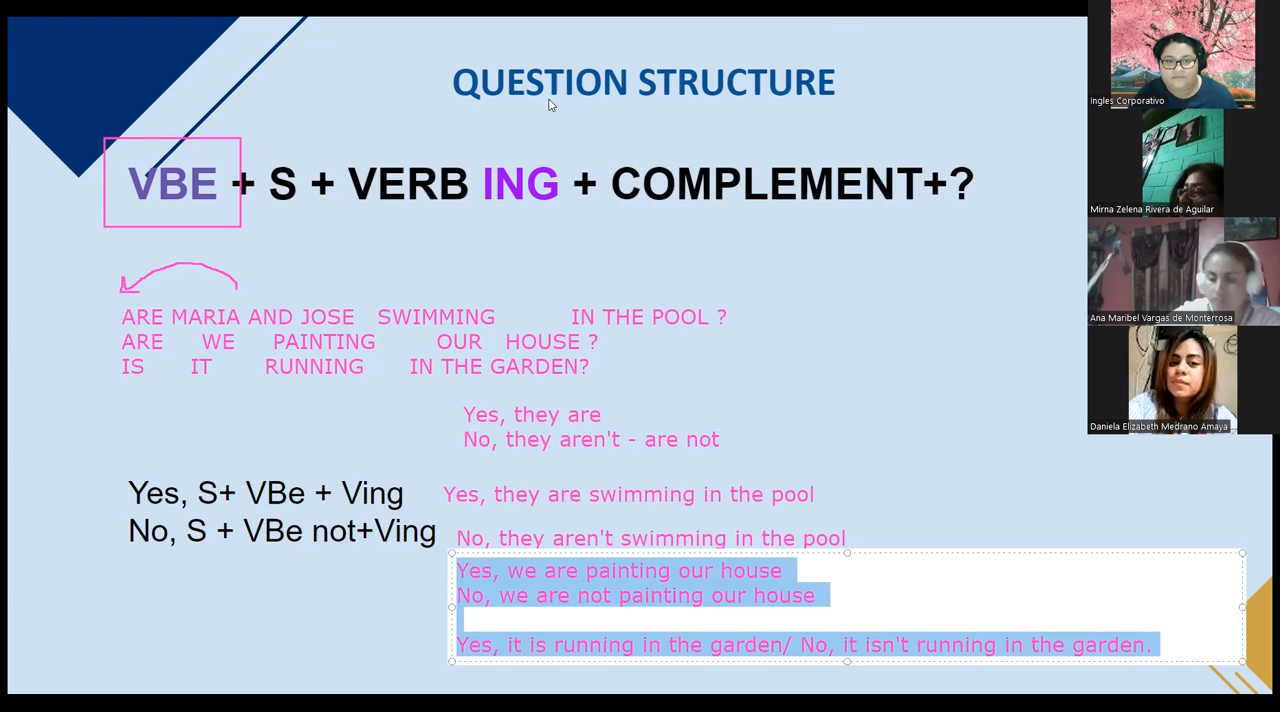 QUESTION STRUCTURE
VBE + S + VERB ING + COMPLEMENT+?
ARE MARIA AND JOSE SWIMMING IN THE POOL ?
ARE WE PAINTING OUR HOUSE ?
IS IT RUNNING IN THE GARDEN?
Yes, they are
No, they aren't - are not
Yes, S+ VBe + Ving
Yes, they are swimming in the pool
No, S + VBe not+Ving
No, they aren't swimming in the pool
Yes, we are painting our house
No, we are not painting our house
Yes, it is running in the garden/ No, it isn't running in the garden.
Ingles Corporativo
Mirna Zelena Rivera de Aguilar
Ana Maribel Vargas de Monterrosa
Daniela Elizabeth Medrano Amaya